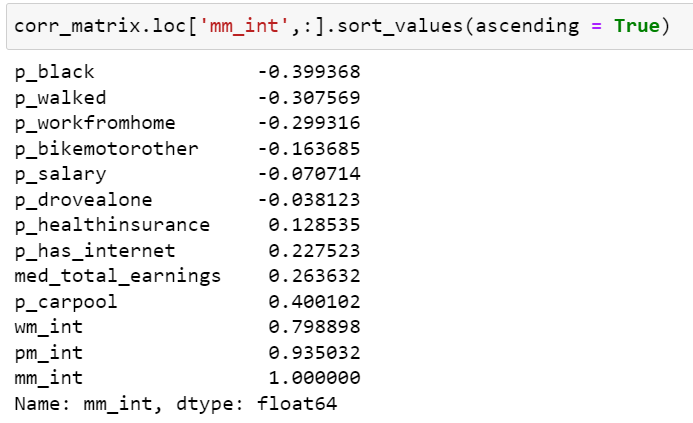 corr_matrix.loc['mm_int',:].sort_values(ascending = True)
p_black -0.399368
p_walked -0.307569
p_workfromhome -0.299316
p_bikemotorother -0.163685
p_salary -0.070714
p_drovealone -0.038123
p_healthinsurance 0.128535
p_has_internet 0.227523
med_total_earnings 0.263632
p_carpool 0.400102
wm_int 0.798898
pm_int 0.935032
mm_int 1.000000
Name: mm_int, dtype: float64